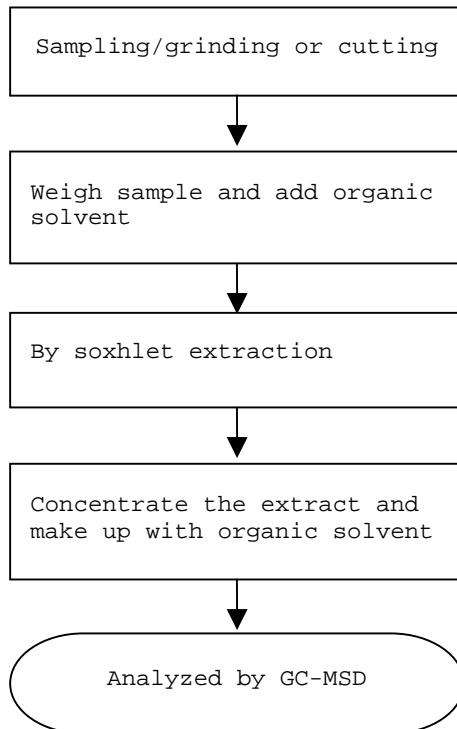 Sampling/grinding or cutting
Weigh sample and add organic
solvent
By soxhlet extraction
Concentrate the extract and
make up with organic solvent
Analyzed by GC-MSD